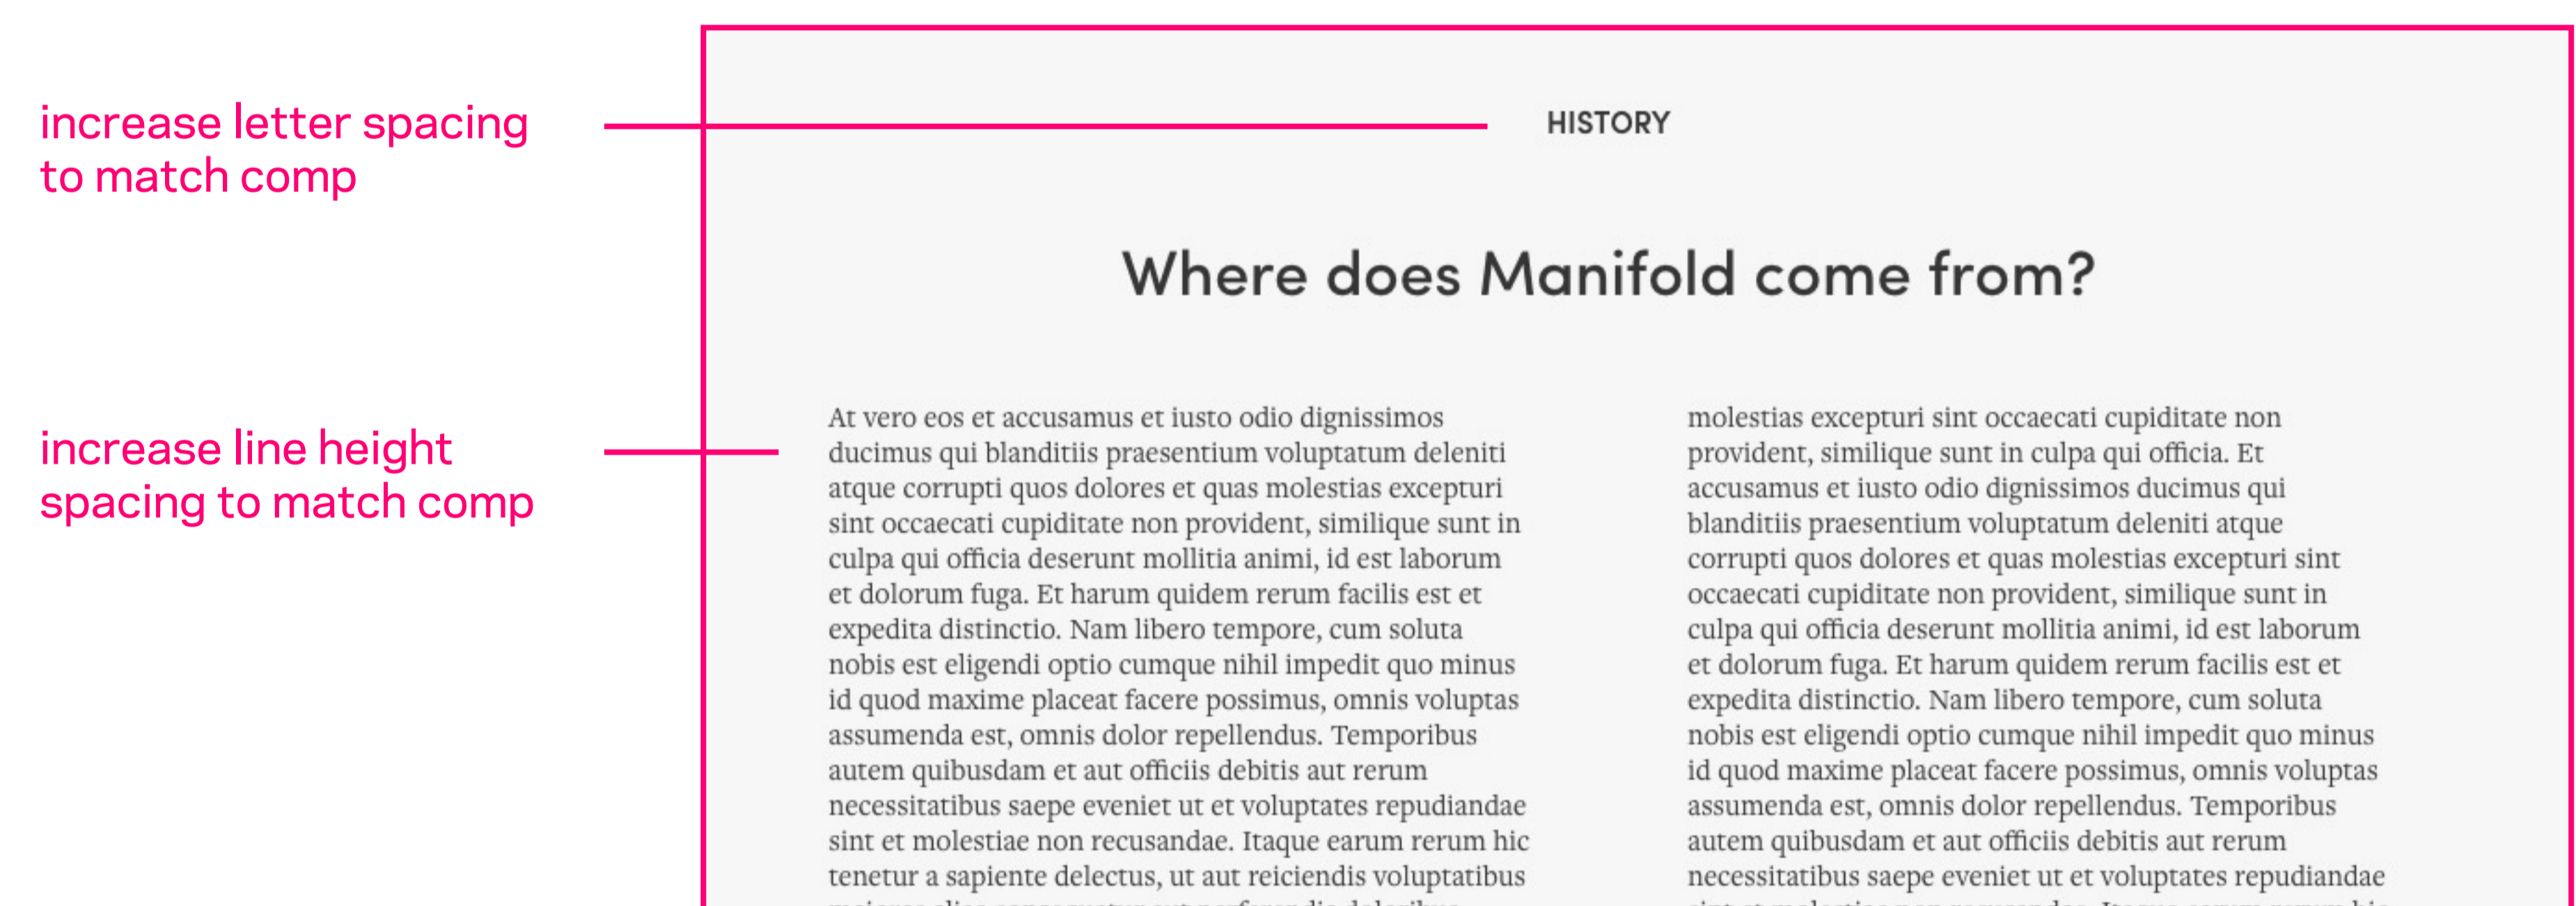 increase letter spacing
to match comp
increase line height
spacing to match comp
HISTORY
Where does Manifold come from?
At vero eos et accusamus et iusto odio dignissimos
ducimus qui blanditiis praesentium voluptatum deleniti
atque corrupti quos dolores et quas molestias excepturi
sint occaecati cupiditate non provident, similique sunt in
culpa qui officia deserunt mollitia animi, id est laborum
et dolorum fuga. Et harum quidem rerum facilis est et
expedita distinctio. Nam libero tempore, cum soluta
nobis est eligendi optio cumque nihil impedit quo minus
id quod maxime placeat facere possimus, omnis voluptas
assumenda est, omnis dolor repellendus. Temporibus
autem quibusdam et aut officiis debitis aut rerum
necessitatibus saepe eveniet ut et voluptates repudiandae
sint et molestiae non recusandae. Itaque earum rerum hic
tenetur a sapiente delectus, ut aut reiciendis voluptatibus
molestias excepturi sint occaecati cupiditate non
provident, similique sunt in culpa qui officia. Et
accusamus et iusto odio dignissimos ducimus qui
blanditiis praesentium voluptatum deleniti atque
corrupti quos dolores et quas molestias excepturi sint
occaecati cupiditate non provident, similique sunt in
culpa qui officia deserunt mollitia animi, id est laborum
et dolorum fuga. Et harum quidem rerum facilis est et
expedita distinctio. Nam libero tempore, cum soluta
nobis est eligendi optio cumque nihil impedit quo minus
id quod maxime placeat facere possimus, omnis voluptas
assumenda est, omnis dolor repellendus. Temporibus
autem quibusdam et aut officiis debitis aut rerum
necessitatibus saepe eveniet ut et voluptates repudiandae